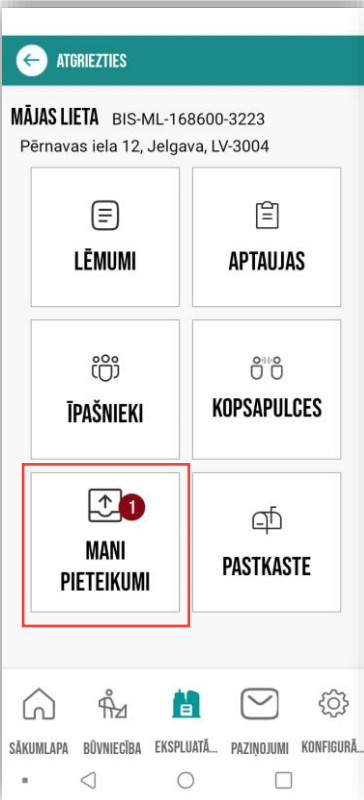 ATGRIEZTIES
MĀJAS LIETA BIS-ML-168600-3223
Pērnavas iela 12, Jelgava, LV-3004
LĒMUMI
APTAUJAS
ĪPAŠNIEKI
KOPSAPULCES
1
MANI
PIETEIKUMI
PASTKASTE
SĀKUMLAPA BŪVNIECĪBA EKSPLUATĀ... PAZIŅOJUMI KONFIGURĀ...